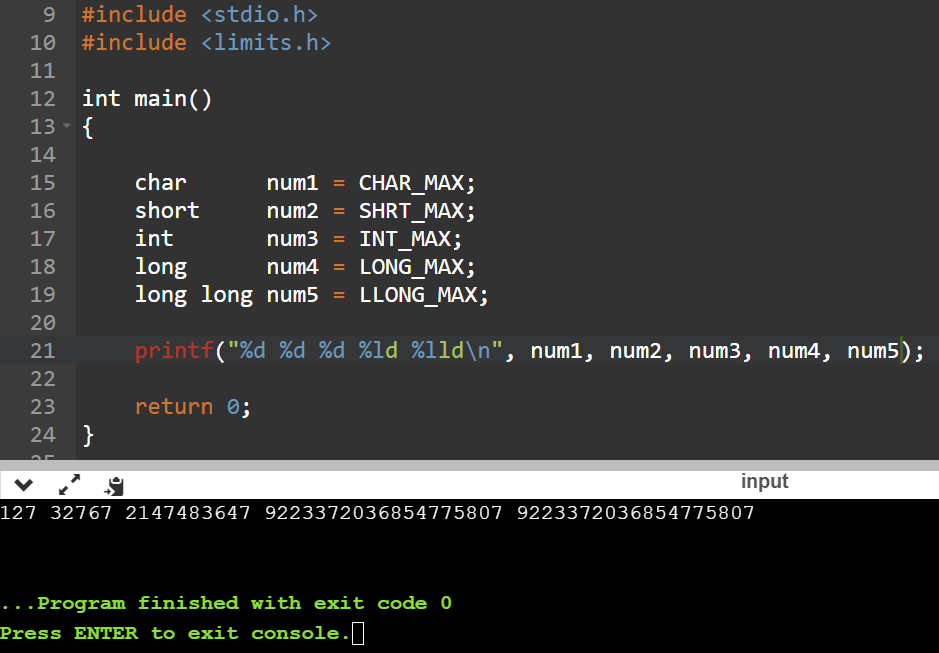 9 #include <stdio.h>
10 #include <limits.h>
11
12 int main()
13 {
14
15 char num1 = CHAR_MAX;
16 short num2 = SHRT_MAX;
17 int num3 = INT_MAX;
18 long num4 = LONG_MAX;
19 long long num5 = LLONG_MAX;
20
21 printf("%d %d %d %ld %lld\n", num1, num2, num3, num4, num5);
22
23 return 0;
24 }
25
input
127 32767 2147483647 9223372036854775807 9223372036854775807
...Program finished with exit code 0
Press ENTER to exit console.